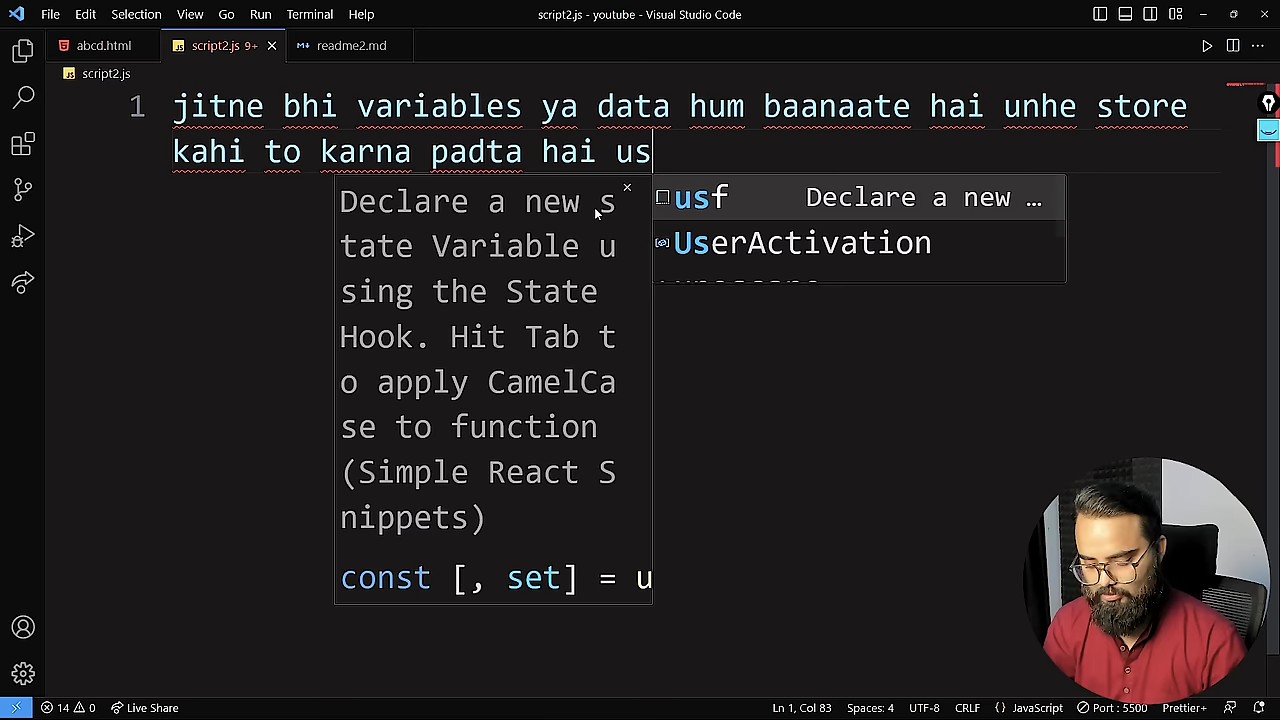 File Edit Selection View Go Run Terminal Help
script2.js - youtube - Visual Studio Code
abcd.html
script2.js 9+
readme2.md
script2.js
1 jitne bhi variables ya data hum baanaate hai unhe store
kahi to karna padta hai us
Declare a new s
tate Variable u
sing the State
Hook. Hit Tab t
o apply CamelCa
se to function
(Simple React S
nippets)
const [, set] = u
usf Declare a new …
UserActivation
14 0 Live Share
Ln 1, Col 83 Spaces: 4 UTF-8 CRLF {} JavaScript Port : 5500 Prettier+